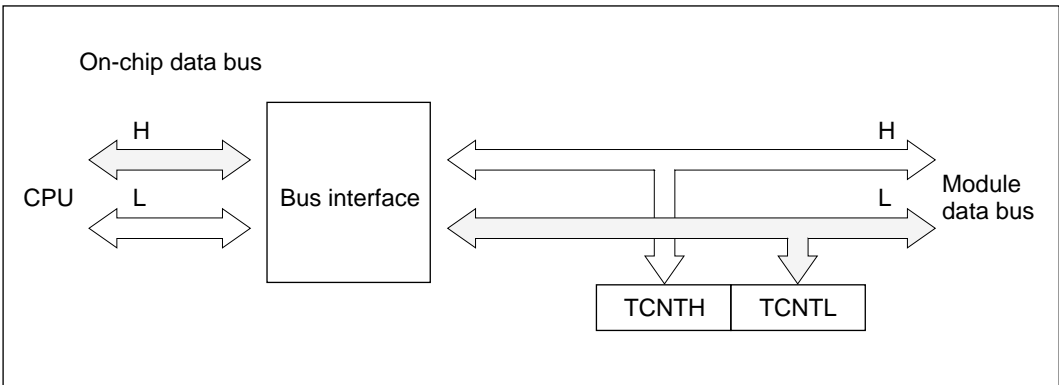 On-chip data bus
H
H
CPU
L
Bus interface
L
Module
data bus
TCNTH
TCNTL